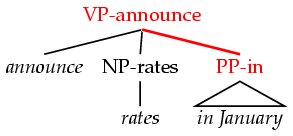 VP-announce
announce NP-rates PP-in
rates in January